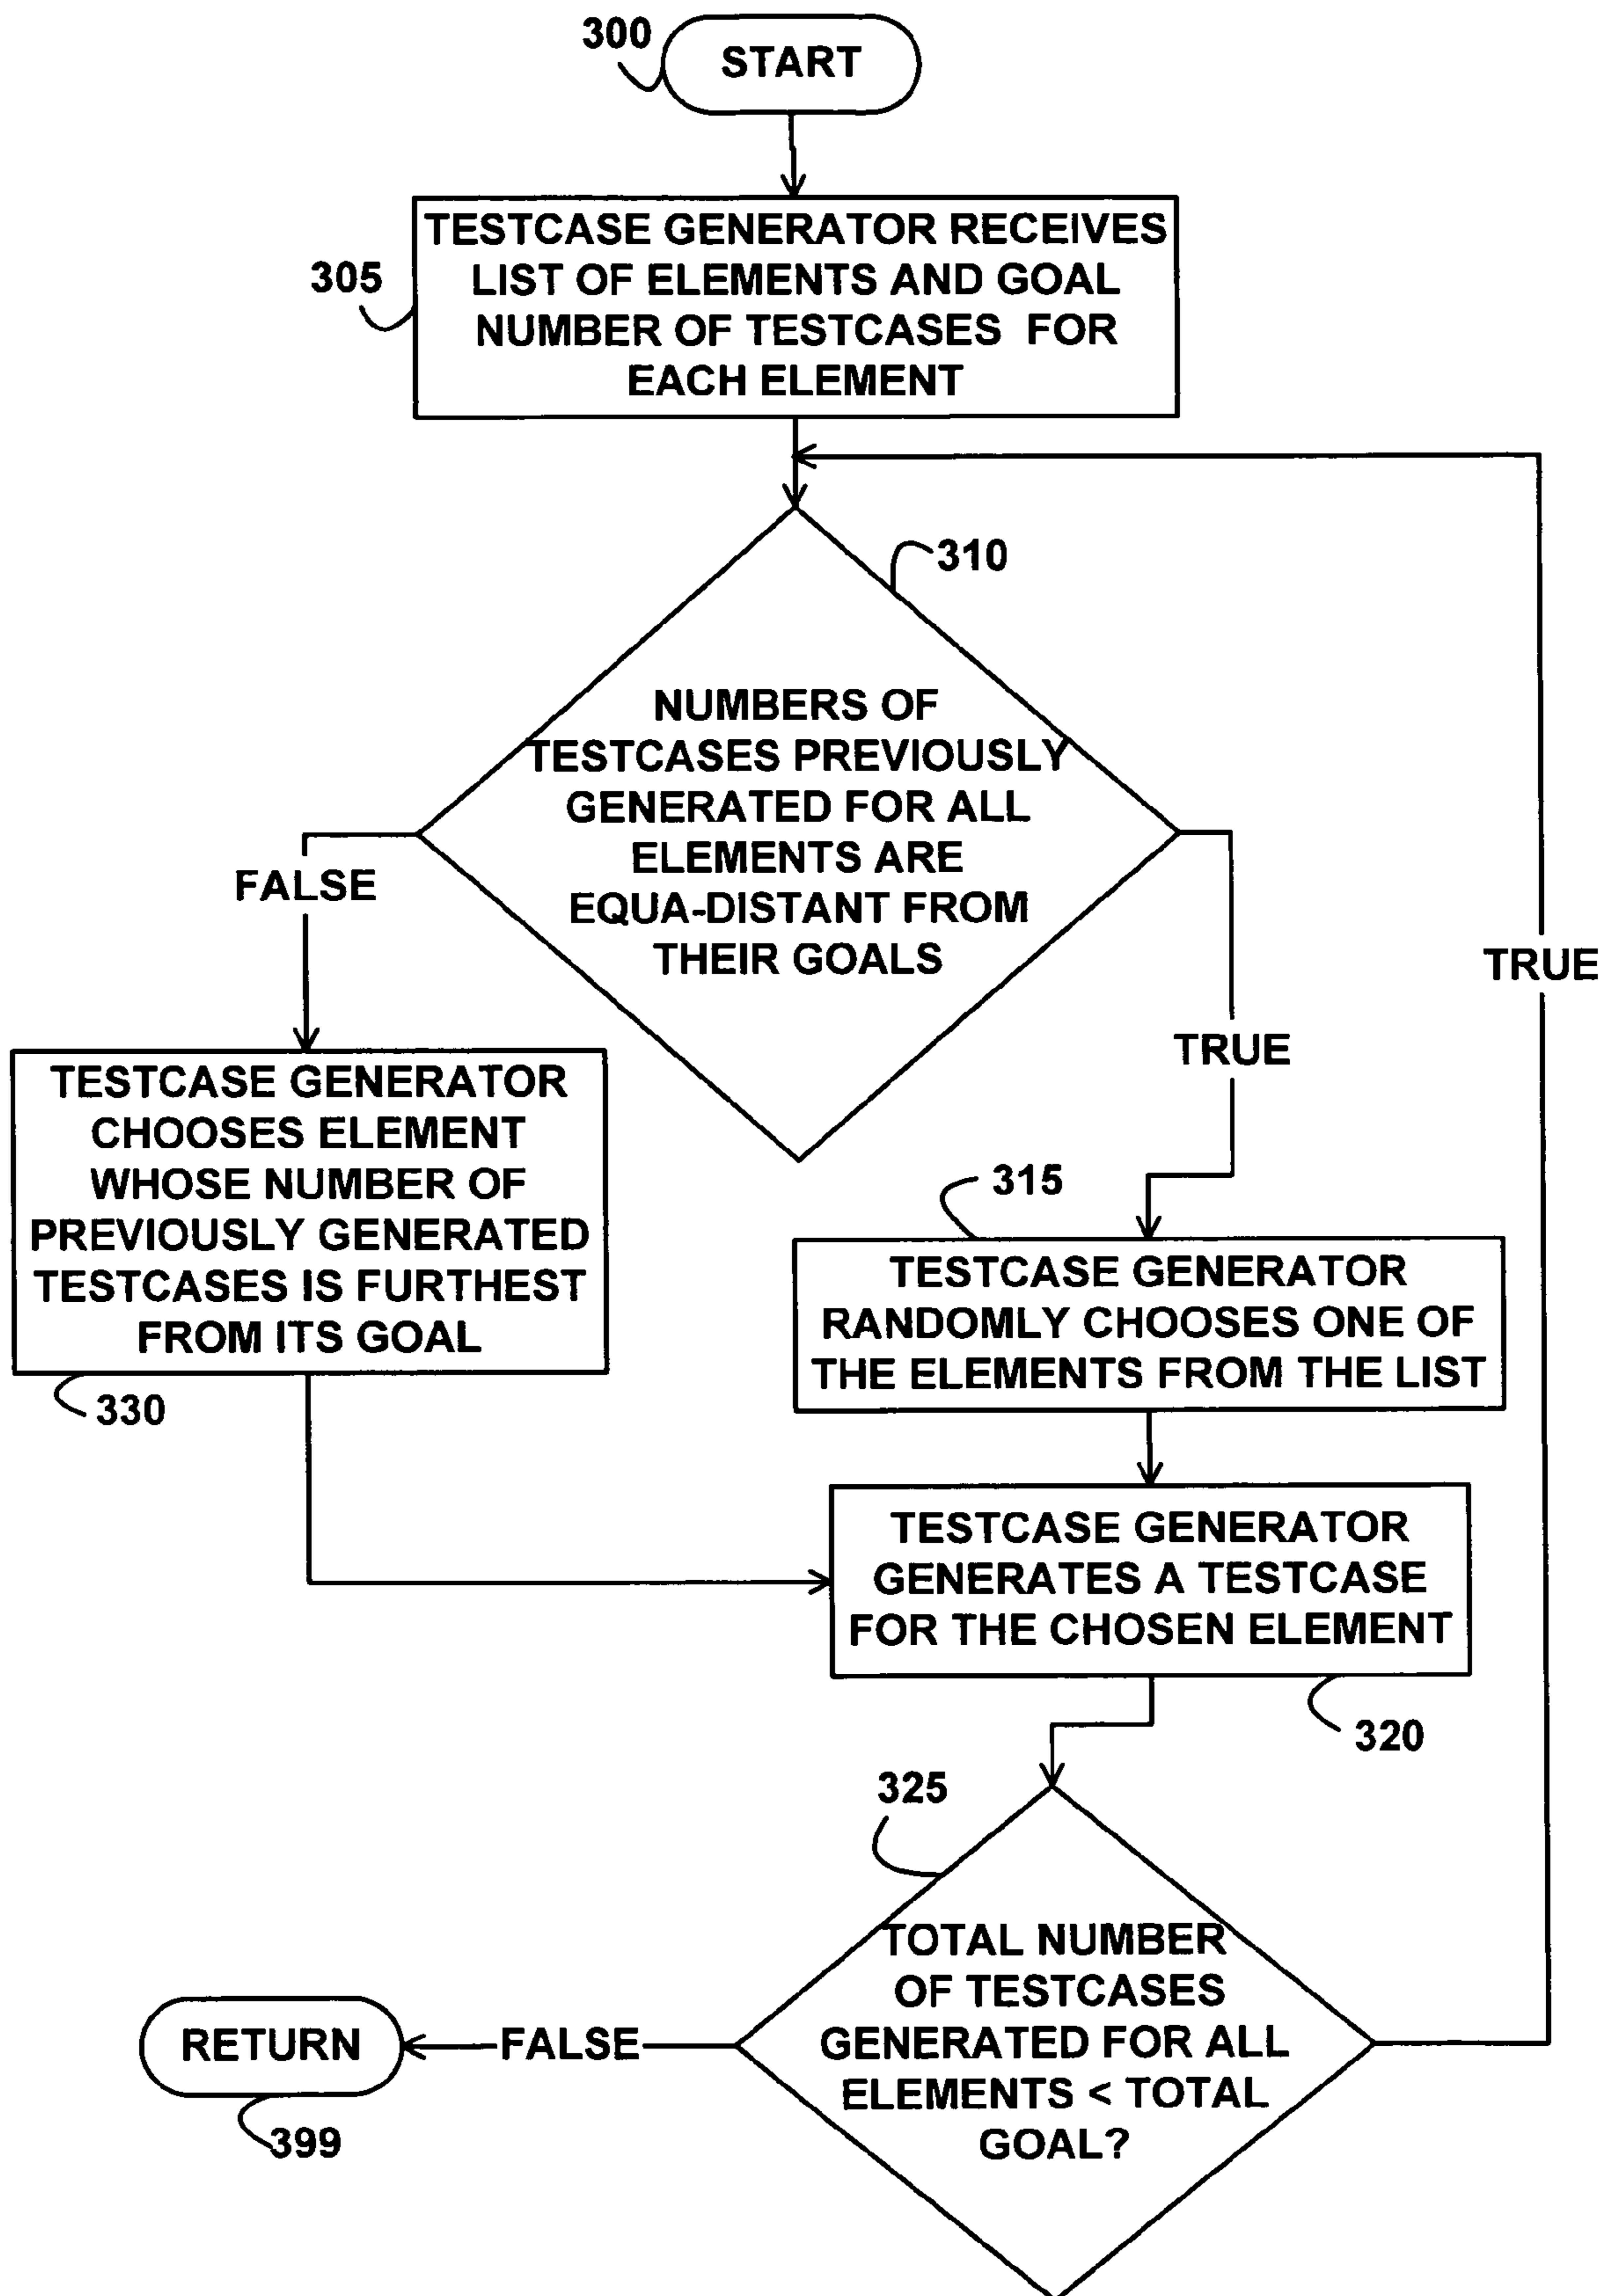 300
START
305
TESTCASE GENERATOR RECEIVES
LIST OF ELEMENTS AND GOAL
NUMBER OF TESTCASES FOR
EACH ELEMENT
310
NUMBERS OF
TESTCASES PREVIOUSLY
GENERATED FOR ALL
ELEMENTS ARE
EQUA-DISTANT FROM
THEIR GOALS
FALSE
TRUE
TRUE
TESTCASE GENERATOR
CHOOSES ELEMENT
WHOSE NUMBER OF
PREVIOUSLY GENERATED
TESTCASES IS FURTHEST
FROM ITS GOAL
330
315
TESTCASE GENERATOR
RANDOMLY CHOOSES ONE OF
THE ELEMENTS FROM THE LIST
TESTCASE GENERATOR
GENERATES A TESTCASE
FOR THE CHOSEN ELEMENT
320
325
TOTAL NUMBER
OF TESTCASES
GENERATED FOR ALL
ELEMENTS < TOTAL
GOAL?
FALSE
RETURN
399